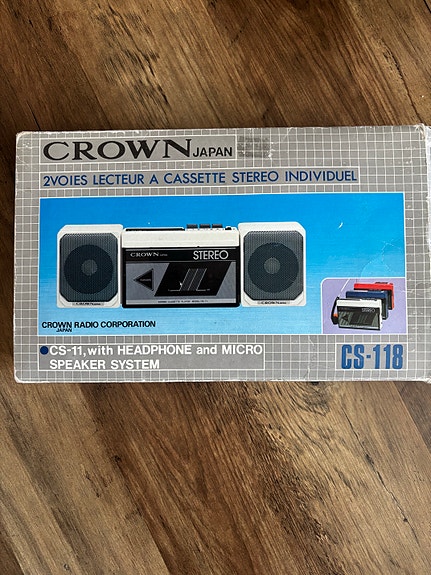 CROWN JAPAN
2VOIES LECTEUR A CASSETTE STEREO INDIVIDUEL
CROWN
STEREO
CROWN RADIO CORPORATION
JAPAN
CS-11, with HEADPHONE and MICRO
SPEAKER SYSTEM
CS-118